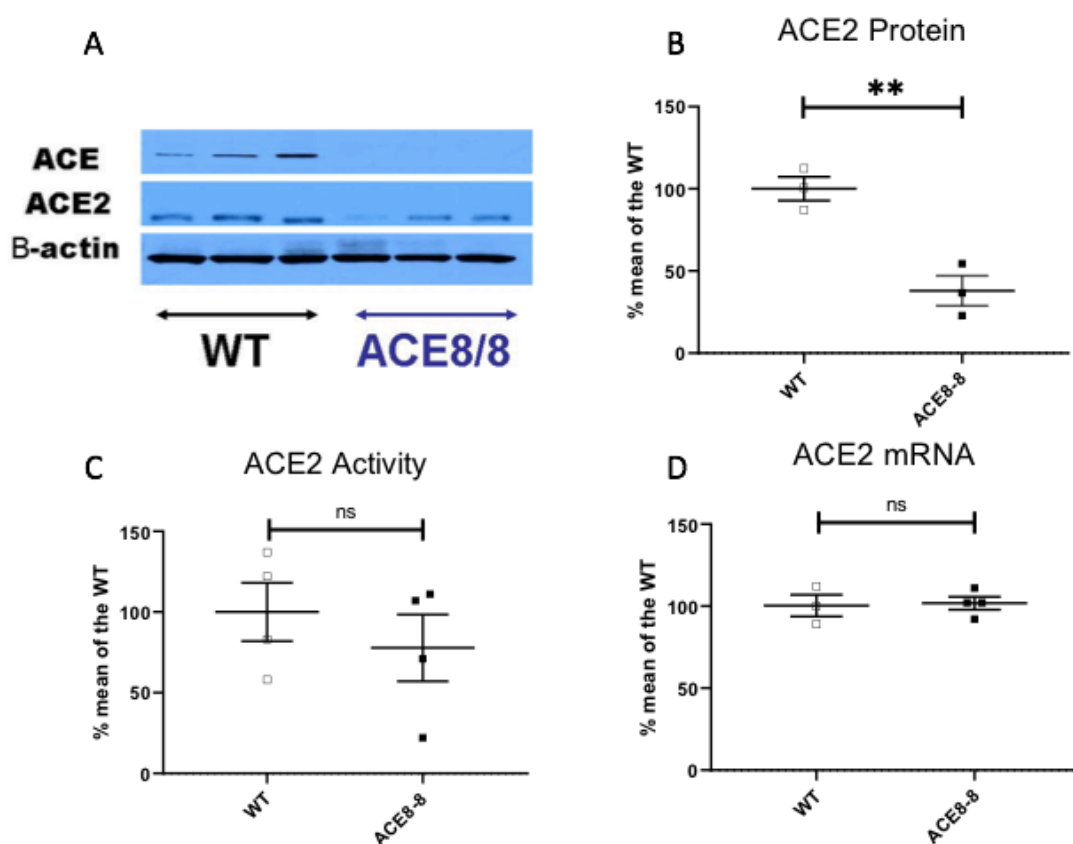 A
ACE
ACE2
B-actin
WT
ACE8/8
B
ACE2 Protein
**
150
100
50
0
% mean of the WT
WT
ACE8-8
C
ACE2 Activity
ns
150
100
50
0
% mean of the WT
WT
ACE8-8
D
ACE2 mRNA
ns
150
100
50
0
% mean of the WT
WT
ACE8-8